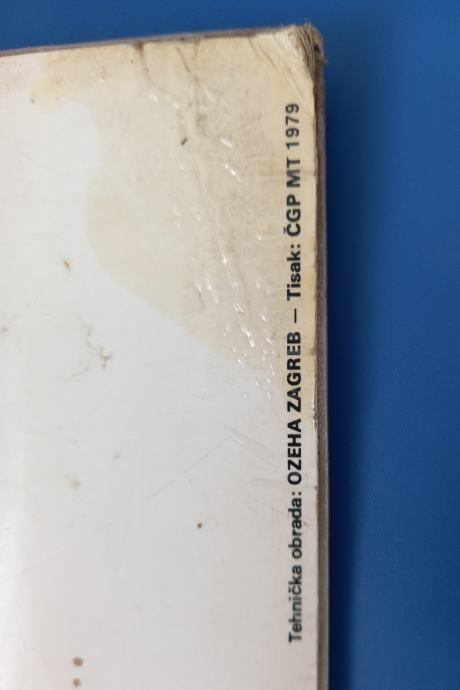 Tehnička obrada: OZEHA ZAGREB – Tisak: ČGP MT 1979